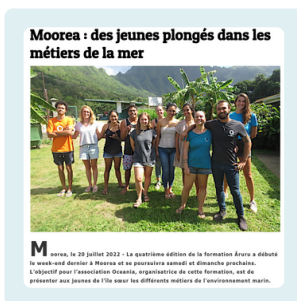 Moorea : des jeunes plongés dans les
métiers de la mer
Moorea, le 20 juillet 2022 - La quatrième édition de la formation Āruru a débuté
le week-end dernier à Moorea et se poursuivra samedi et dimanche prochains.
L'objectif pour l'association Oceania, organisatrice de cette formation, est de
présenter aux jeunes de l'île sœur les différents métiers de l'environnement marin.